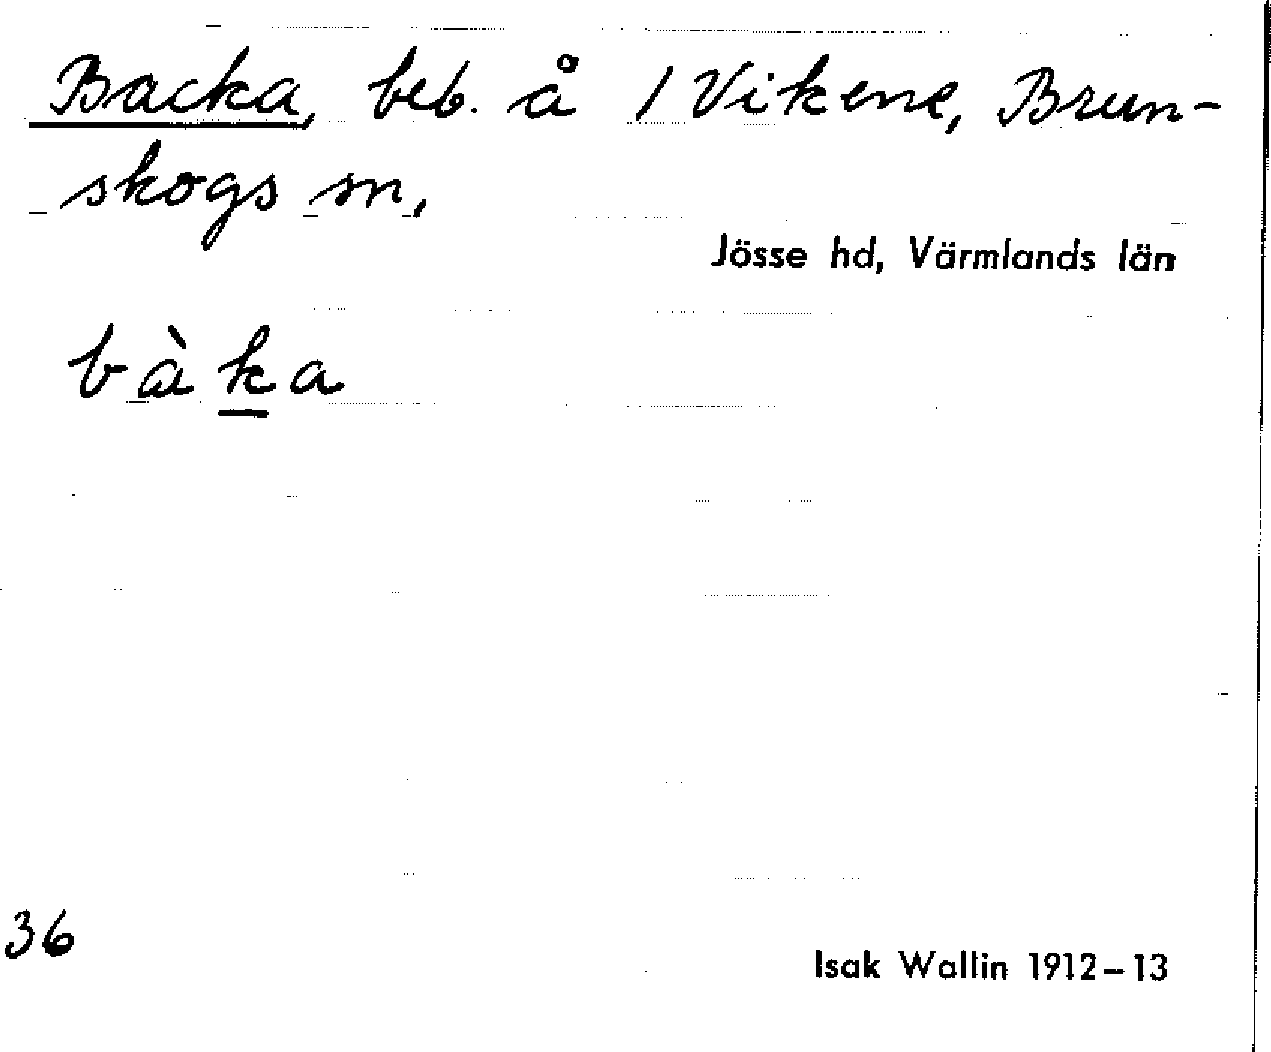 Backa, beb. å 1 Vikene, Brun-
skogs sn,
Jösse hd, Värmlands län
bàka
36
Isak Wallin 1912–13